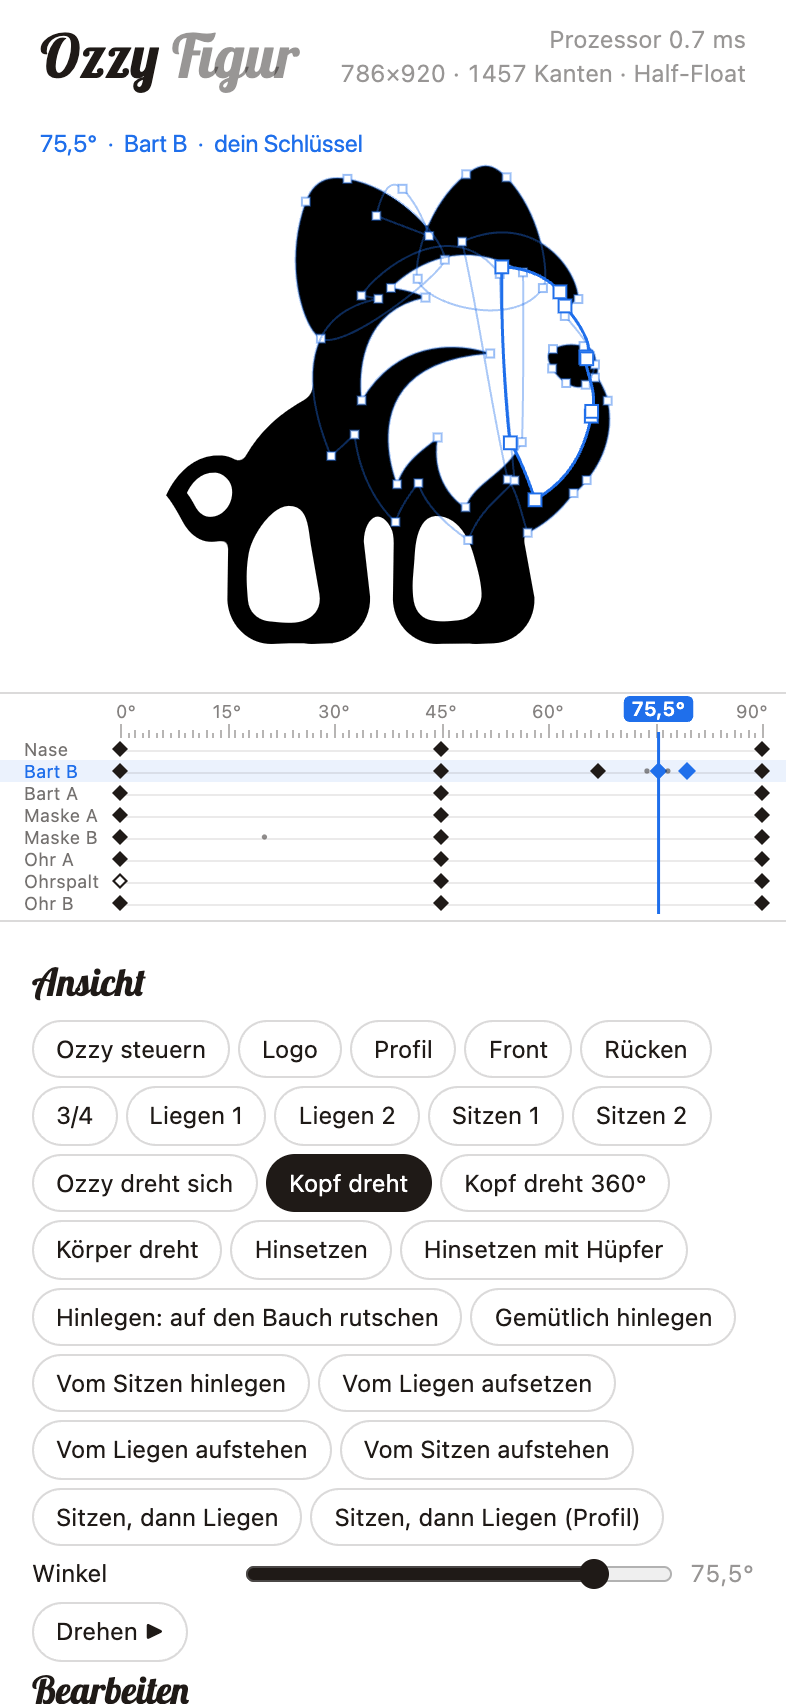 Ozzy Figur
Prozessor 0.7 ms
786×920 · 1457 Kanten · Half-Float
75,5° · Bart B · dein Schlüssel
0° 15° 30° 45° 60° 75,5° 90°
Nase
Bart B
Bart A
Maske A
Maske B
Ohr A
Ohrspalt
Ohr B
Ansicht
Ozzy steuern Logo Profil Front Rücken
3/4 Liegen 1 Liegen 2 Sitzen 1 Sitzen 2
Ozzy dreht sich Kopf dreht Kopf dreht 360°
Körper dreht Hinsetzen Hinsetzen mit Hüpfer
Hinlegen: auf den Bauch rutschen Gemütlich hinlegen
Vom Sitzen hinlegen Vom Liegen aufsetzen
Vom Liegen aufstehen Vom Sitzen aufstehen
Sitzen, dann Liegen Sitzen, dann Liegen (Profil)
Winkel 75,5°
Drehen ▶
Bearbeiten